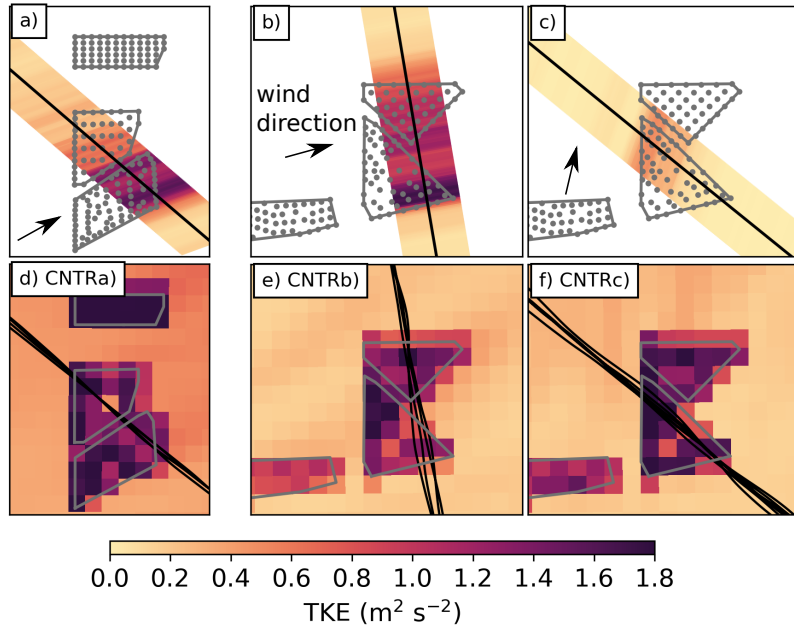 a)
b)
c)
wind
direction
d) CNTRa)
e) CNTRb)
f) CNTRc)
0.0 0.2 0.4 0.6 0.8 1.0 1.2 1.4 1.6 1.8
TKE (m² s⁻²)